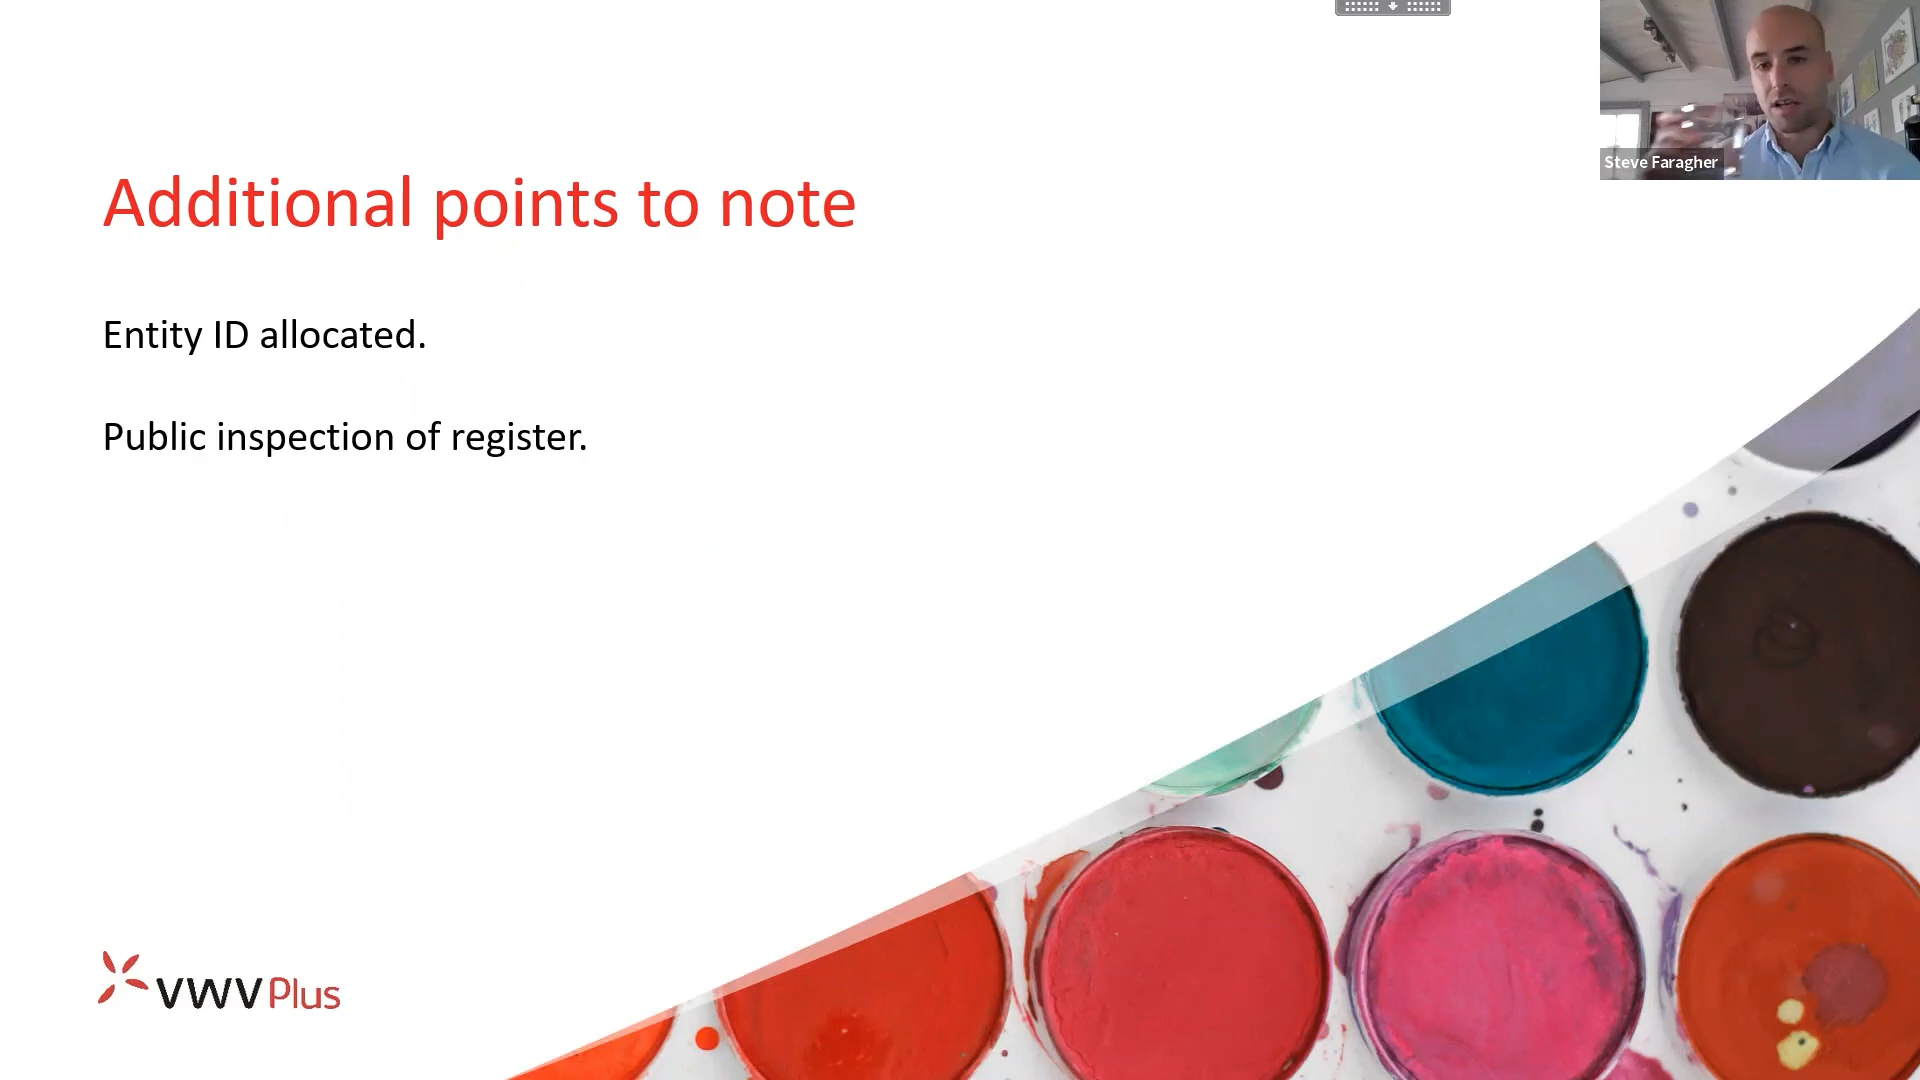 Steve Faragher
Additional points to note
Entity ID allocated.
Public inspection of register.
VWV Plus